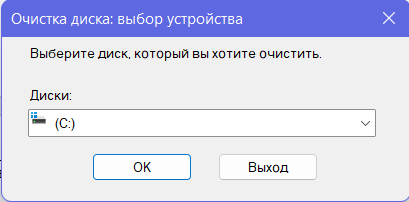 Очистка диска: выбор устройства
Выберите диск, который вы хотите очистить.
Диски:
(C:)
OK
Выход